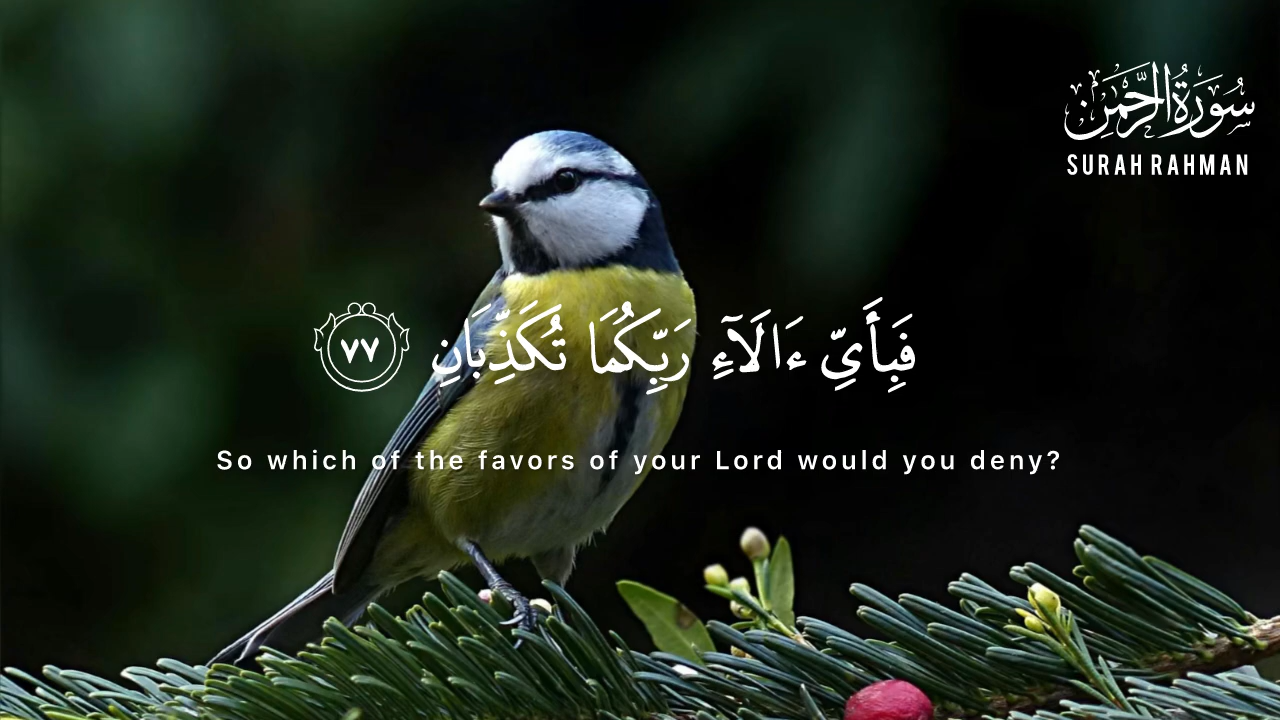 سُورَةُ الرَّحْمٰن
SURAH RAHMAN
فَبِأَيِّ ءَالَآءِ رَبِّكُمَا تُكَذِّبَانِ ٧٧
So which of the favors of your Lord would you deny?